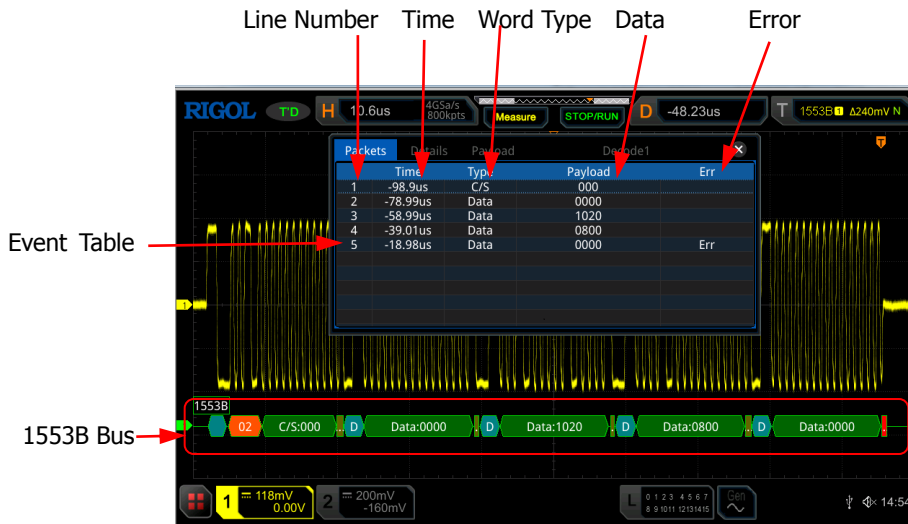 Line Number Time Word Type Data Error
RIGOL T'D H 10.6us 4GSa/s 800kpts Measure STOP/RUN D -48.23us T 1553B 1 Δ240mV N
T
Packets Details Payload Decode1 ×
Time Type Payload Err
1 -98.9us C/S 000
2 -78.99us Data 0000
3 -58.99us Data 1020
4 -39.01us Data 0800
5 -18.98us Data 0000 Err
Event Table
1
1553B
02 C/S:000 D Data:0000 D Data:1020 D Data:0800 D Data:0000
1553B Bus
1 118mV 0.00V 2 200mV -160mV L 0 1 2 3 4 5 6 7 Gen
8 9 10 11 12 13 14 15
14:54